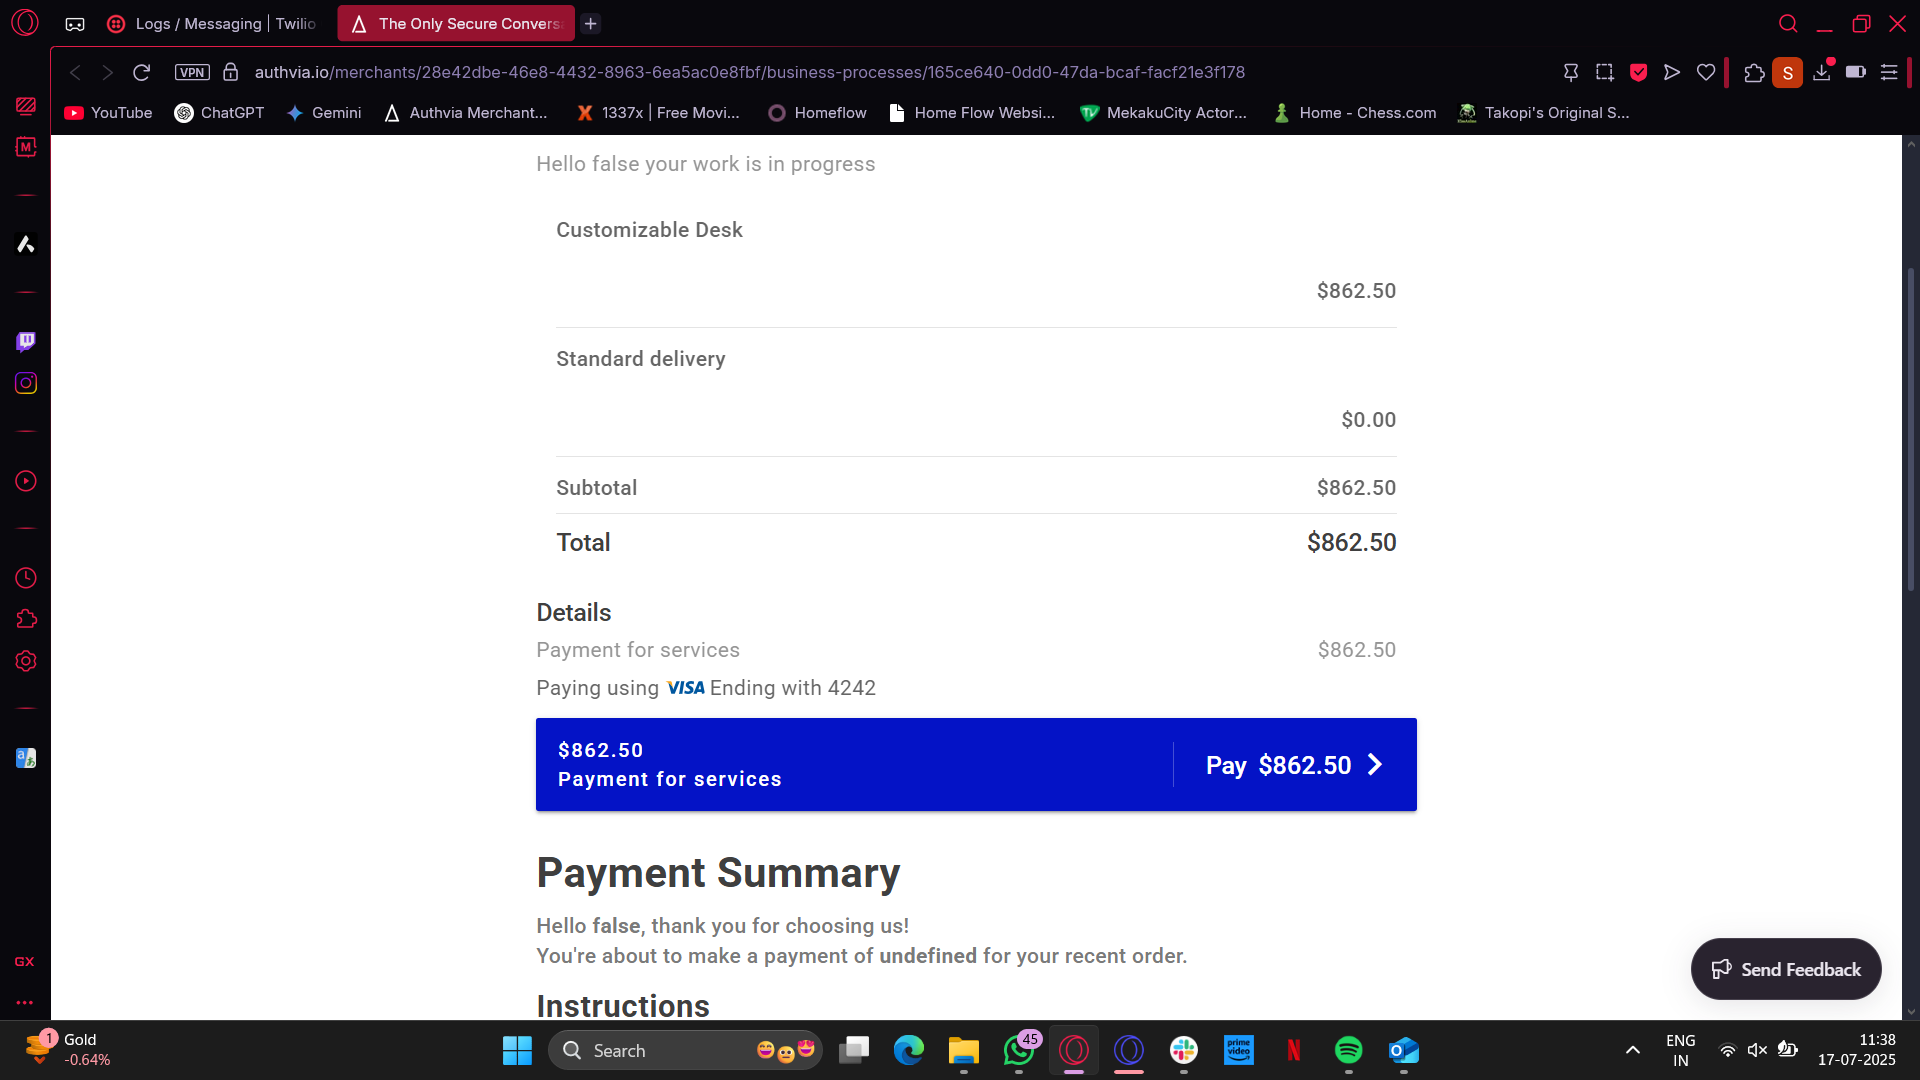 Logs / Messaging | Twilio
The Only Secure Convers
VPN
authvia.io/merchants/28e42dbe-46e8-4432-8963-6ea5ac0e8fbf/business-processes/165ce640-0dd0-47da-bcaf-facf21e3f178
S
YouTube
ChatGPT
Gemini
Authvia Merchant...
1337x | Free Movi...
Homeflow
Home Flow Websi...
MekakuCity Actor...
Home - Chess.com
Takopi's Original S...
Hello false your work is in progress
Customizable Desk
$862.50
Standard delivery
$0.00
Subtotal $862.50
Total $862.50
Details
Payment for services $862.50
Paying using VISA Ending with 4242
$862.50
Payment for services
Pay $862.50
Payment Summary
Hello false, thank you for choosing us!
You're about to make a payment of undefined for your recent order.
Instructions
Send Feedback
M
GX
1
Gold
-0.64%
Search
45
prime video
N
ENG
IN
11:38
17-07-2025